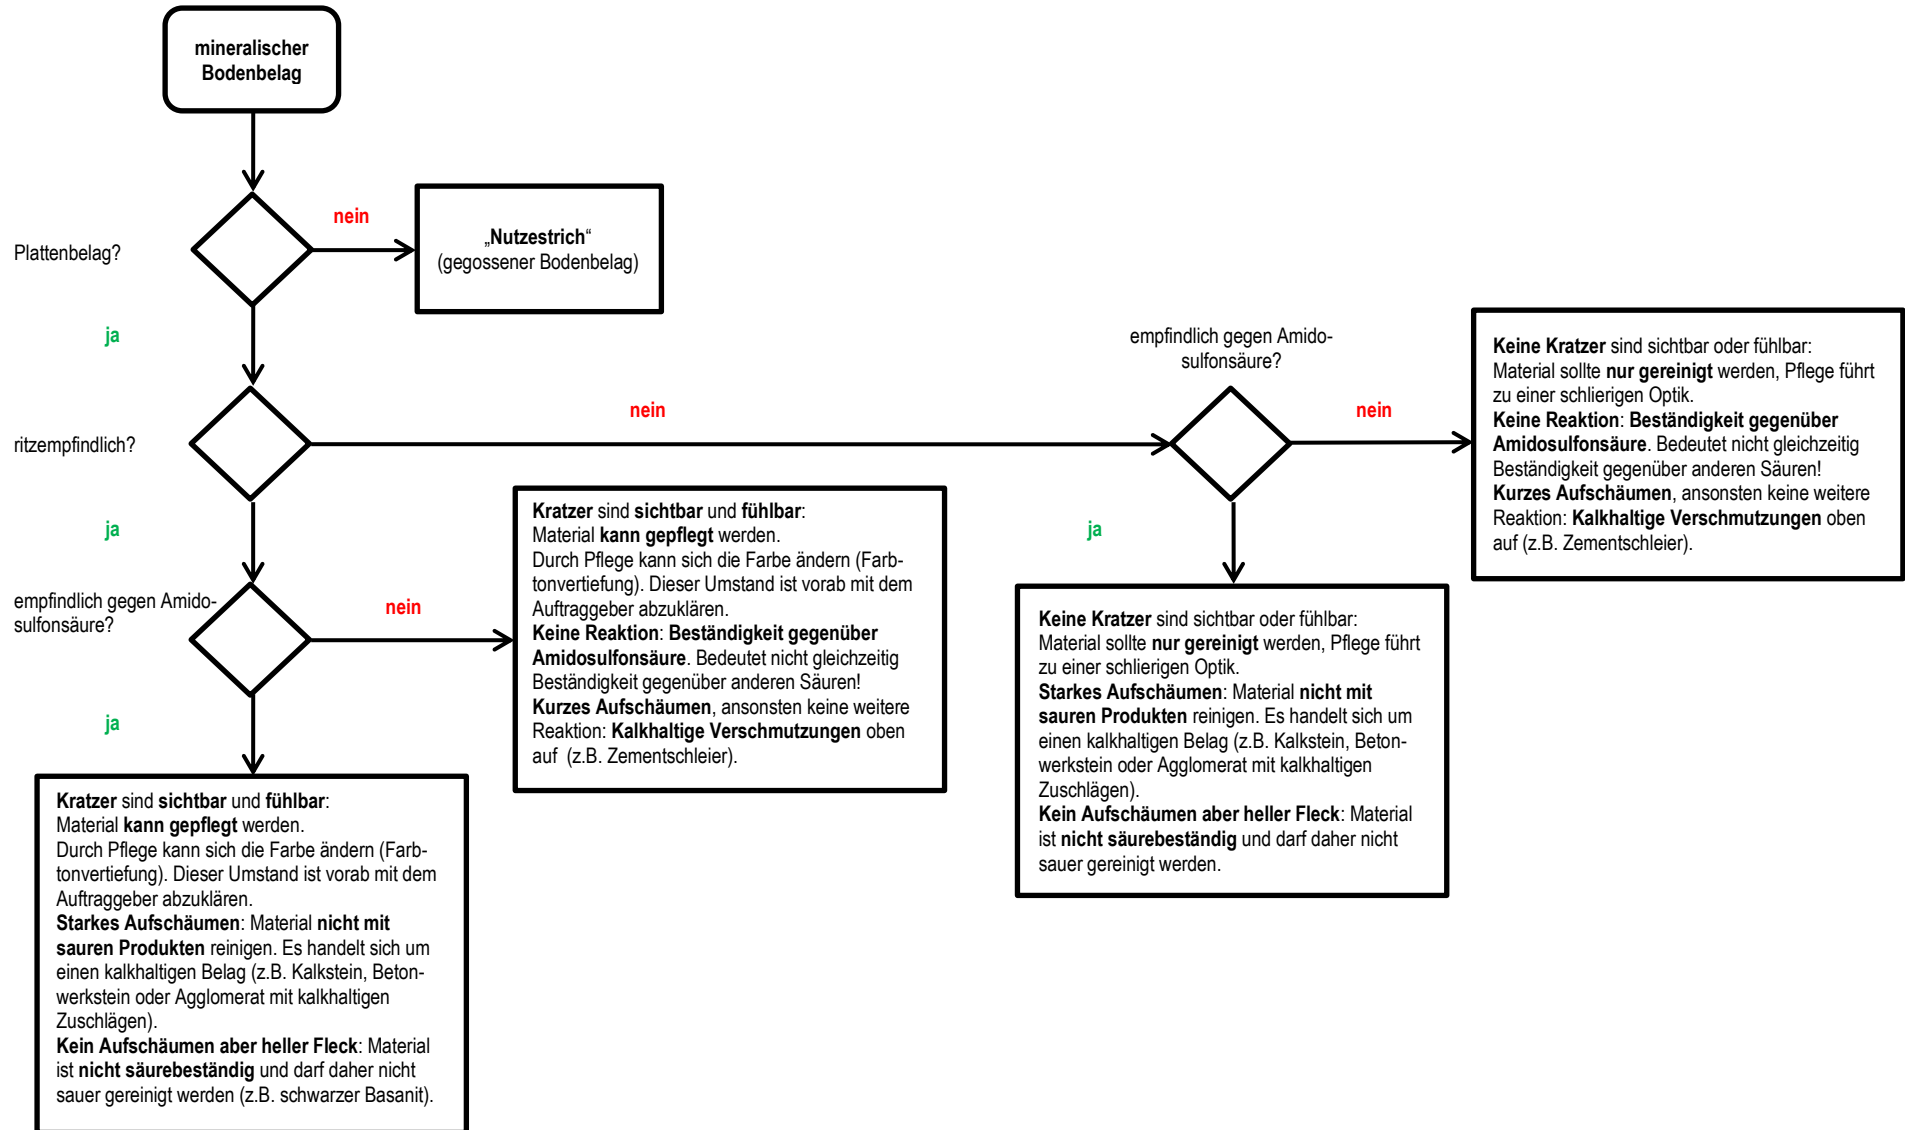 mineralischer
Bodenbelag
Plattenbelag?
nein
„Nutzestrich“
(gegossener Bodenbelag)
ja
ritzempfindlich?
nein
empfindlich gegen Amido-
sulfonsäure?
nein
Keine Kratzer sind sichtbar oder fühlbar:
Material sollte nur gereinigt werden, Pflege führt
zu einer schlierigen Optik.
Keine Reaktion: Beständigkeit gegenüber
Amidosulfonsäure. Bedeutet nicht gleichzeitig
Beständigkeit gegenüber anderen Säuren!
Kurzes Aufschäumen, ansonsten keine weitere
Reaktion: Kalkhaltige Verschmutzungen oben
auf (z.B. Zementschleier).
ja
Keine Kratzer sind sichtbar oder fühlbar:
Material sollte nur gereinigt werden, Pflege führt
zu einer schlierigen Optik.
Starkes Aufschäumen: Material nicht mit
sauren Produkten reinigen. Es handelt sich um
einen kalkhaltigen Belag (z.B. Kalkstein, Beton-
werkstein oder Agglomerat mit kalkhaltigen
Zuschlägen).
Kein Aufschäumen aber heller Fleck: Material
ist nicht säurebeständig und darf daher nicht
sauer gereinigt werden.
ja
empfindlich gegen Amido-
sulfonsäure?
nein
Kratzer sind sichtbar und fühlbar:
Material kann gepflegt werden.
Durch Pflege kann sich die Farbe ändern (Farb-
tonvertiefung). Dieser Umstand ist vorab mit dem
Auftraggeber abzuklären.
Keine Reaktion: Beständigkeit gegenüber
Amidosulfonsäure. Bedeutet nicht gleichzeitig
Beständigkeit gegenüber anderen Säuren!
Kurzes Aufschäumen, ansonsten keine weitere
Reaktion: Kalkhaltige Verschmutzungen oben
auf (z.B. Zementschleier).
ja
Kratzer sind sichtbar und fühlbar:
Material kann gepflegt werden.
Durch Pflege kann sich die Farbe ändern (Farb-
tonvertiefung). Dieser Umstand ist vorab mit dem
Auftraggeber abzuklären.
Starkes Aufschäumen: Material nicht mit
sauren Produkten reinigen. Es handelt sich um
einen kalkhaltigen Belag (z.B. Kalkstein, Beton-
werkstein oder Agglomerat mit kalkhaltigen
Zuschlägen).
Kein Aufschäumen aber heller Fleck: Material
ist nicht säurebeständig und darf daher nicht
sauer gereinigt werden (z.B. schwarzer Basanit).